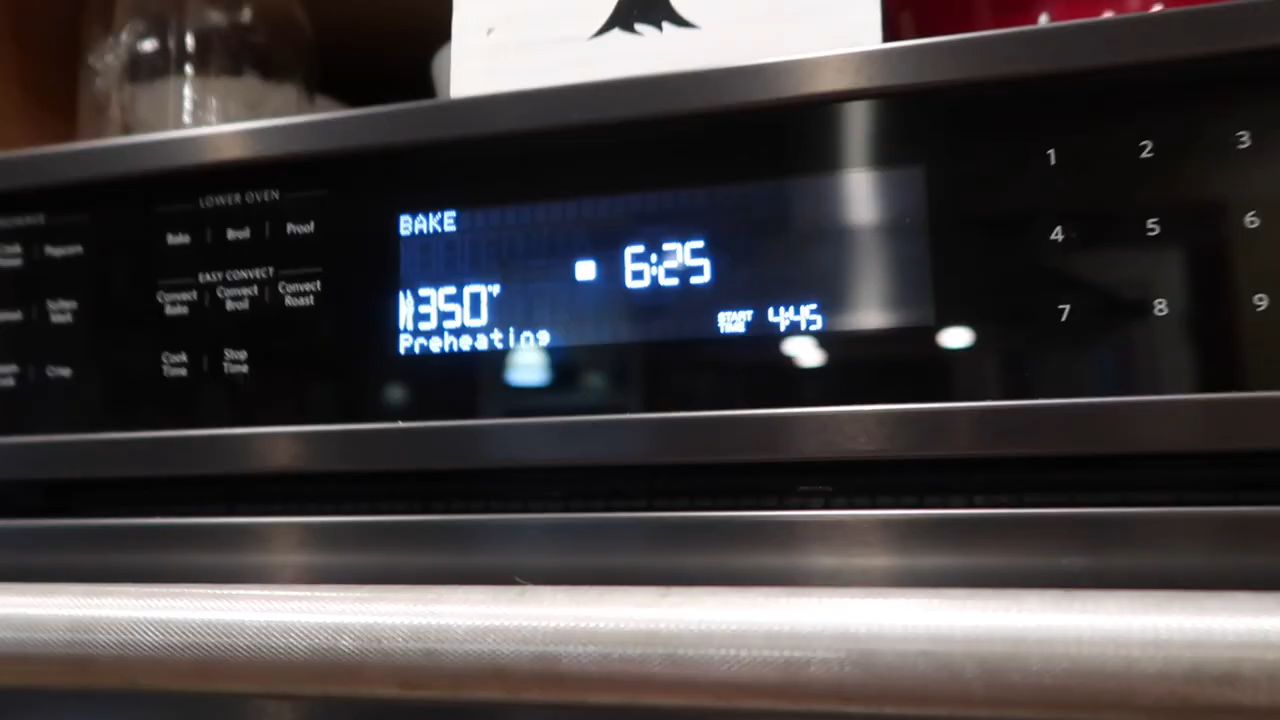 LOWER OVEN
Bake Broil Proof
EASY CONVECT
Convect Bake Convect Broil Convect Roast
Cook Time Stop Time
BAKE
6:25
350°F
Preheating
START TIME 4:45
1 2 3
4 5 6
7 8 9
Popcorn
Crisp